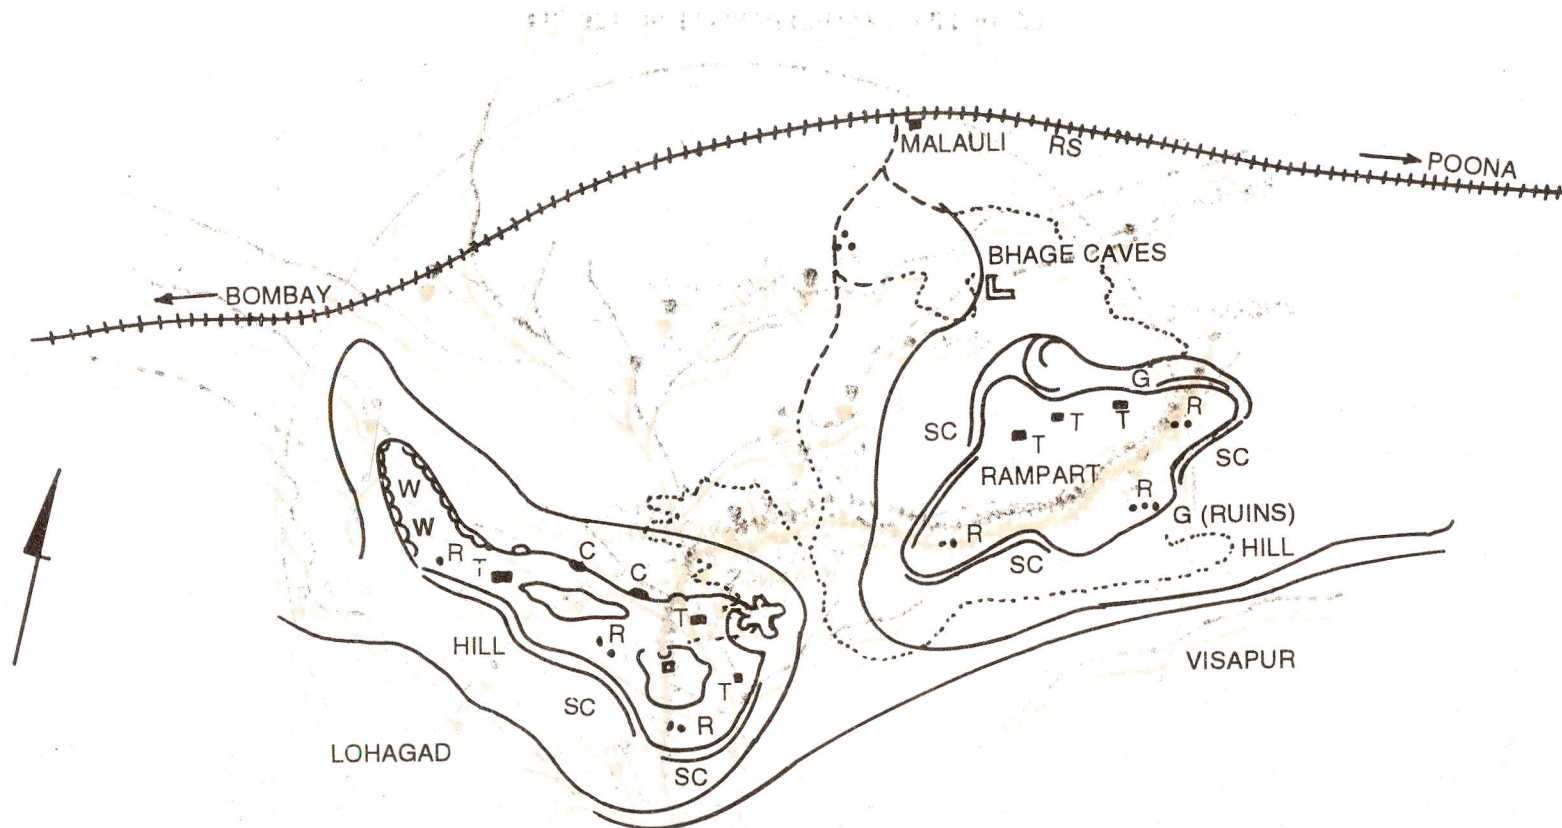 MALAULI RS
POONA
BOMBAY
BHAGE CAVES
G
R
SC
T
T
T
SC
RAMPART
R
G (RUINS)
R
HILL
SC
VISAPUR
W
W
R
T
C
C
T
R
HILL
T
SC
R
SC
LOHAGAD